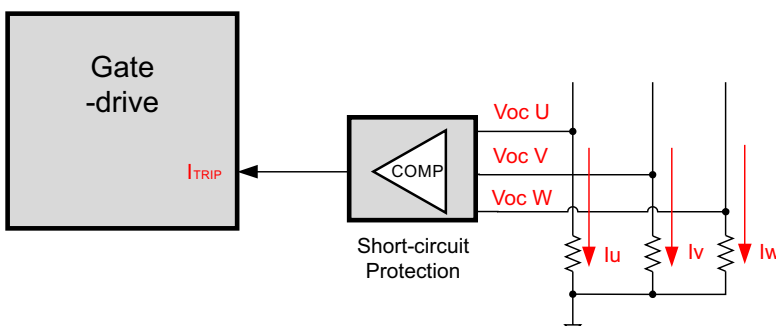 Gate
-drive
ITRIP
COMP
Voc U
Voc V
Voc W
Short-circuit
Protection
Iu
Iv
Iw